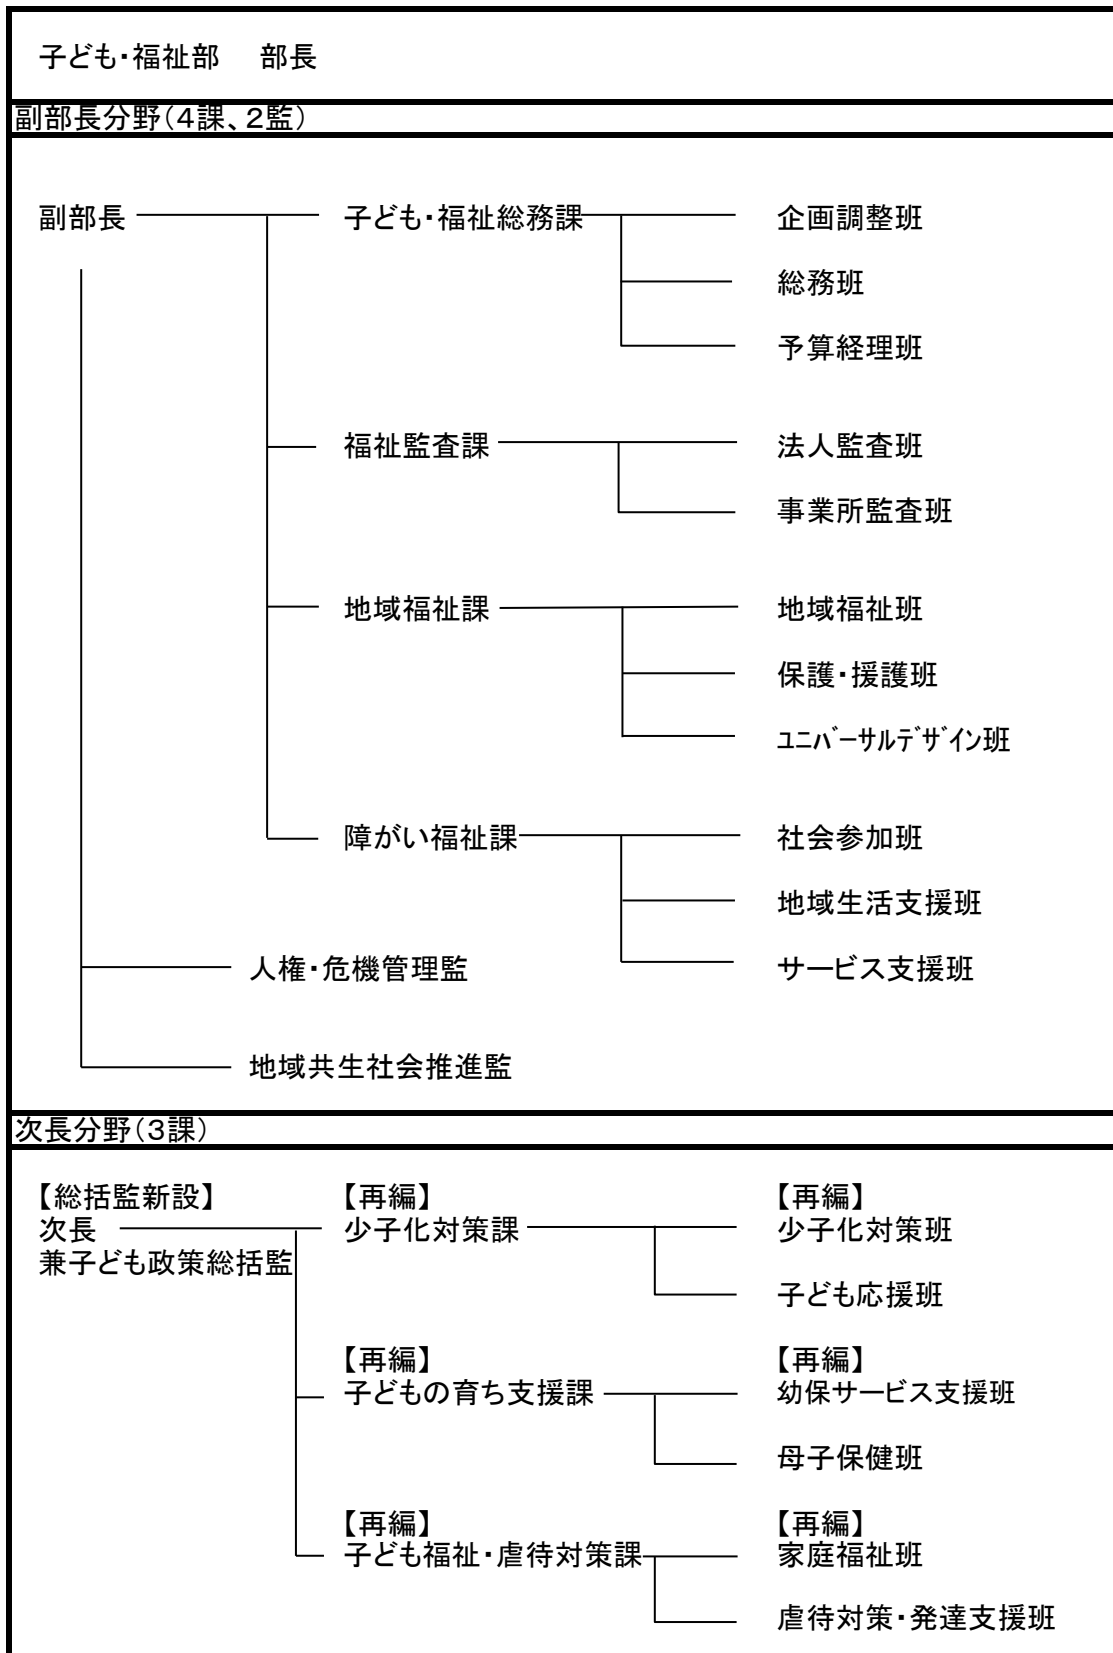 子ども・福祉部　部長
副部長分野(４課、２監)
副部長　子ども・福祉総務課　企画調整班
総務班
予算経理班
福祉監査課　法人監査班
事業所監査班
地域福祉課　地域福祉班
保護・援護班
ﾕﾆﾊﾞｰｻﾙﾃﾞｻﾞｲﾝ班
障がい福祉課　社会参加班
地域生活支援班
サービス支援班
人権・危機管理監
地域共生社会推進監
次長分野(３課)
【総括監新設】　【再編】　【再編】
次長　少子化対策課　少子化対策班
兼子ども政策総括監
子ども応援班
【再編】　【再編】
子どもの育ち支援課　幼保サービス支援班
母子保健班
【再編】　【再編】
子ども福祉・虐待対策課　家庭福祉班
虐待対策・発達支援班